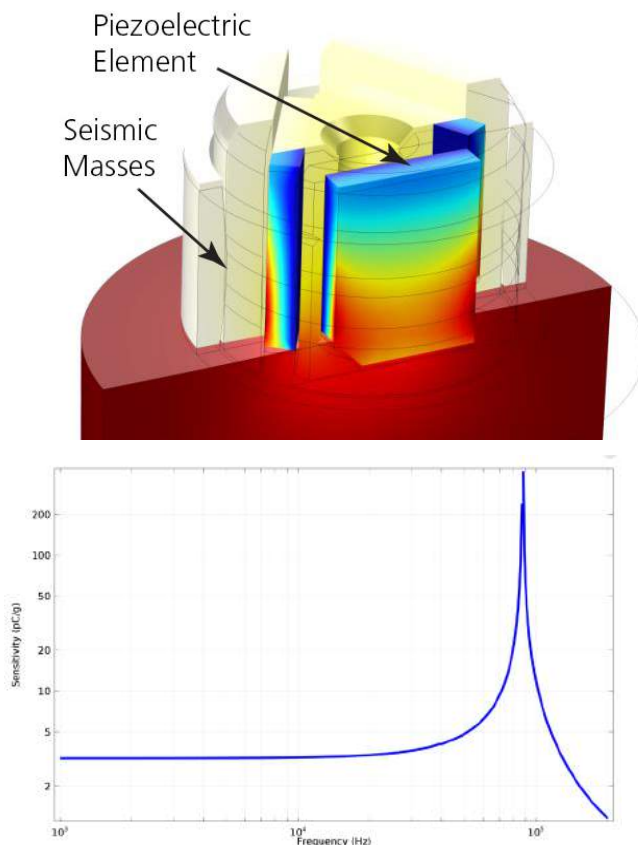 Piezoelectric
Element
Seismic
Masses
200
100
50
20
10
5
2
Sensitivity (pC/g)
10³
10⁴
10⁵
Frequency (Hz)